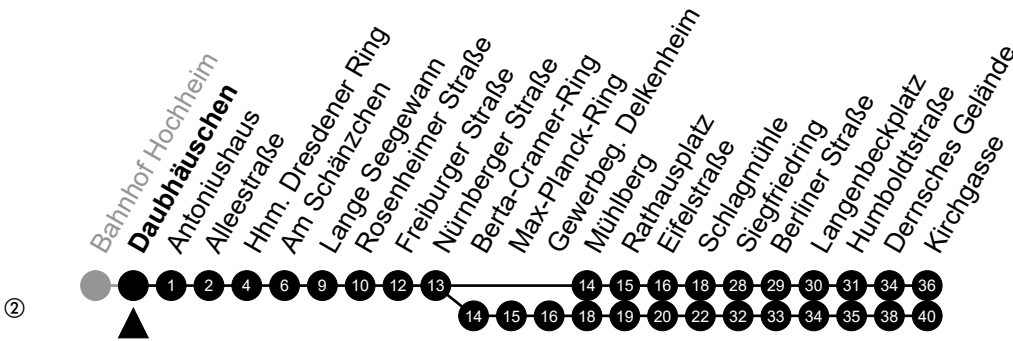 Bahnhof Hochheim
Daubhäuschen
Antoniushaus
Alleestraße
Hhm. Dresdener Ring
Am Schänzchen
Lange Seegewann
Rosenheimer Straße
Freiburger Straße
Nürnberger Straße
Berta-Cramer-Ring
Max-Planck-Ring
Gewerbeg. Delkenheim
Mühlberg
Rathausplatz
Eifelstraße
Schlagmühle
Siegfriedring
Berliner Straße
Langenbeckplatz
Humboldtstraße
Dernsches Gelände
Kirchgasse
1 2 4 6 9 10 12 13 14 15 16 18 28 29 30 31 34 36
② 14 15 16 18 19 20 22 32 33 34 35 38 40